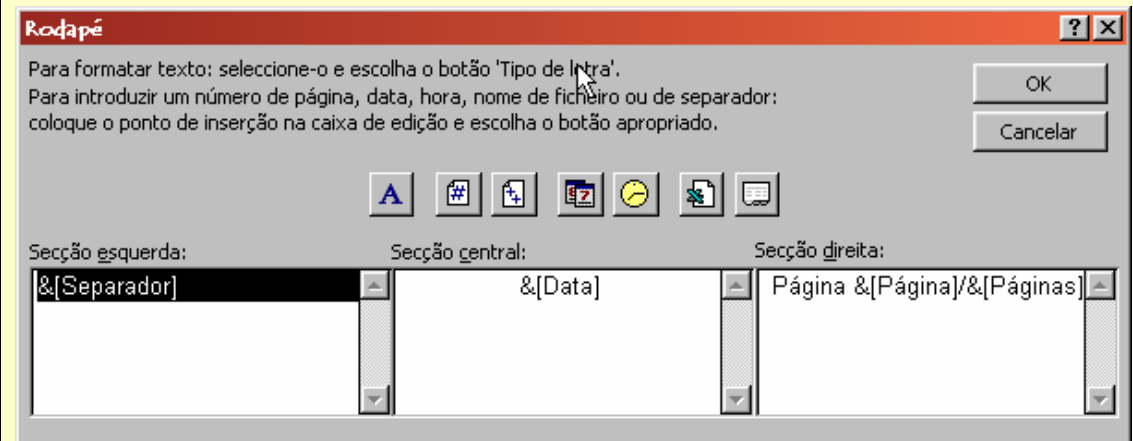 Rodapé
Para formatar texto: seleccione-o e escolha o botão 'Tipo de letra'.
Para introduzir um número de página, data, hora, nome de ficheiro ou de separador:
coloque o ponto de inserção na caixa de edição e escolha o botão apropriado.
OK
Cancelar
Secção esquerda:
Secção central:
Secção direita:
&[Separador]
&[Data]
Página &[Página]/&[Páginas]